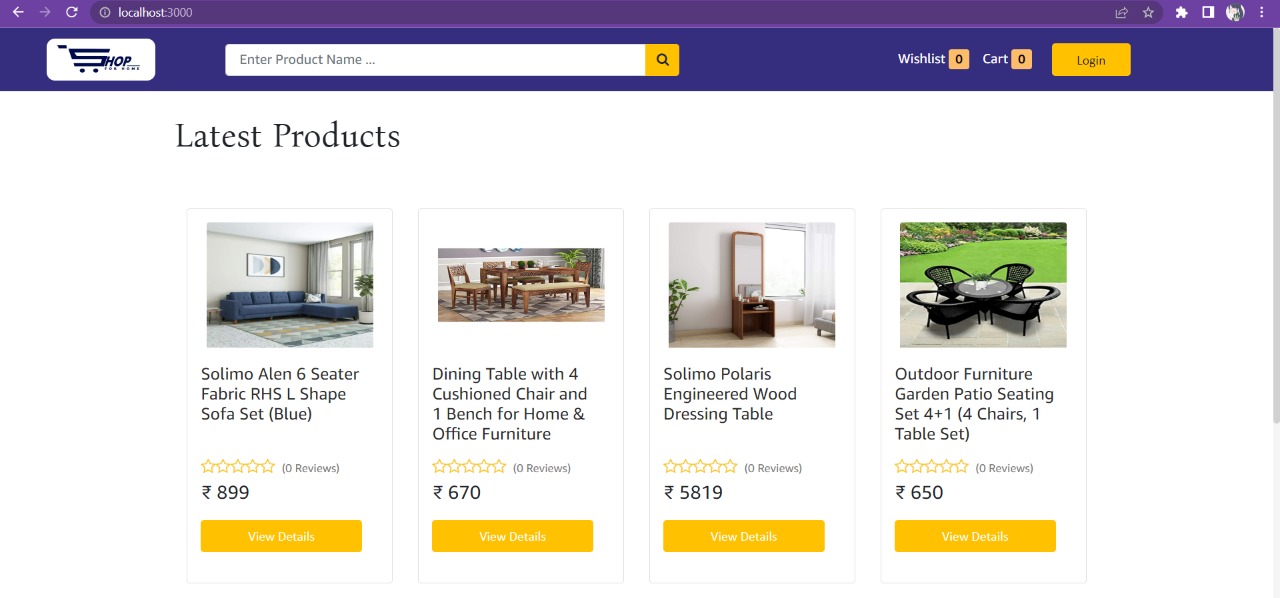 localhost:3000
SHOP
FOR HOME
Enter Product Name ...
Wishlist 0 Cart 0 Login
Latest Products
Solimo Alen 6 Seater
Fabric RHS L Shape
Sofa Set (Blue)
(0 Reviews)
₹ 899
View Details
Dining Table with 4
Cushioned Chair and
1 Bench for Home &
Office Furniture
(0 Reviews)
₹ 670
View Details
Solimo Polaris
Engineered Wood
Dressing Table
(0 Reviews)
₹ 5819
View Details
Outdoor Furniture
Garden Patio Seating
Set 4+1 (4 Chairs, 1
Table Set)
(0 Reviews)
₹ 650
View Details